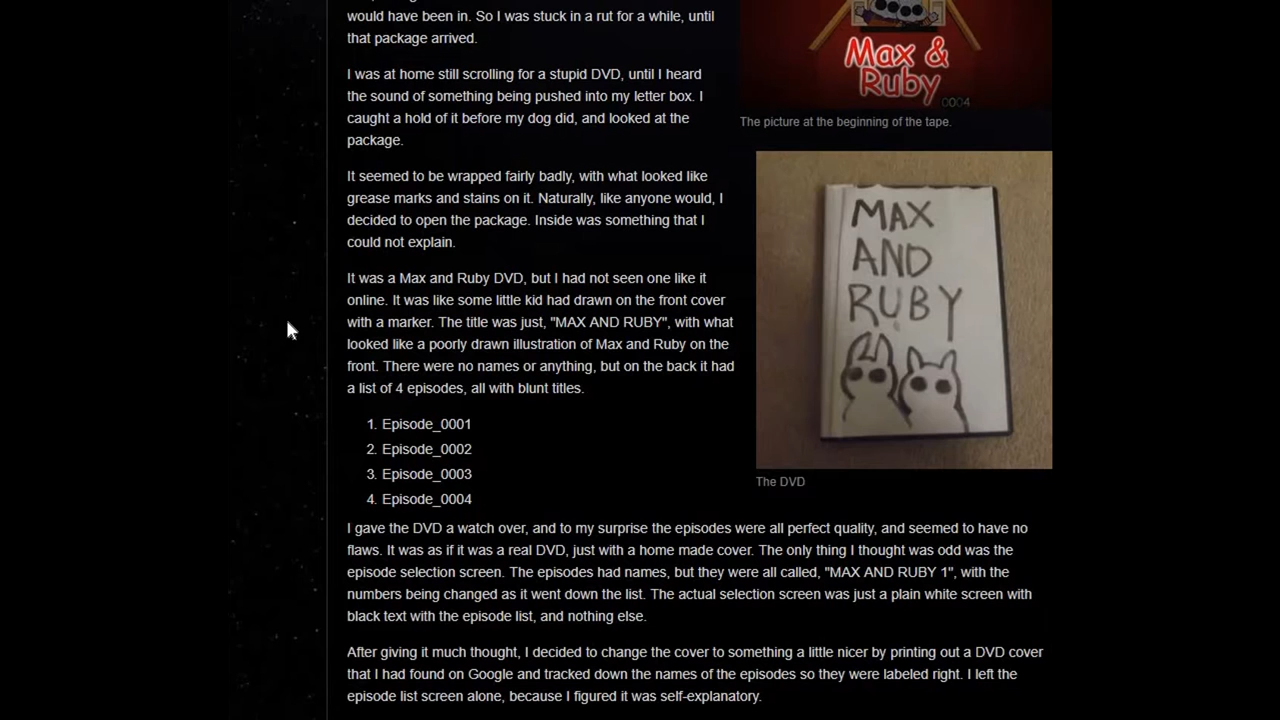 would have been in. So I was stuck in a rut for a while, until
that package arrived.
Max &
Ruby
0004
The picture at the beginning of the tape.
I was at home still scrolling for a stupid DVD, until I heard
the sound of something being pushed into my letter box. I
caught a hold of it before my dog did, and looked at the
package.
It seemed to be wrapped fairly badly, with what looked like
grease marks and stains on it. Naturally, like anyone would, I
decided to open the package. Inside was something that I
could not explain.
MAX
AND
RUBY
The DVD
It was a Max and Ruby DVD, but I had not seen one like it
online. It was like some little kid had drawn on the front cover
with a marker. The title was just, "MAX AND RUBY", with what
looked like a poorly drawn illustration of Max and Ruby on the
front. There were no names or anything, but on the back it had
a list of 4 episodes, all with blunt titles.
1. Episode_0001
2. Episode_0002
3. Episode_0003
4. Episode_0004
I gave the DVD a watch over, and to my surprise the episodes were all perfect quality, and seemed to have no
flaws. It was as if it was a real DVD, just with a home made cover. The only thing I thought was odd was the
episode selection screen. The episodes had names, but they were all called, "MAX AND RUBY 1", with the
numbers being changed as it went down the list. The actual selection screen was just a plain white screen with
black text with the episode list, and nothing else.
After giving it much thought, I decided to change the cover to something a little nicer by printing out a DVD cover
that I had found on Google and tracked down the names of the episodes so they were labeled right. I left the
episode list screen alone, because I figured it was self-explanatory.